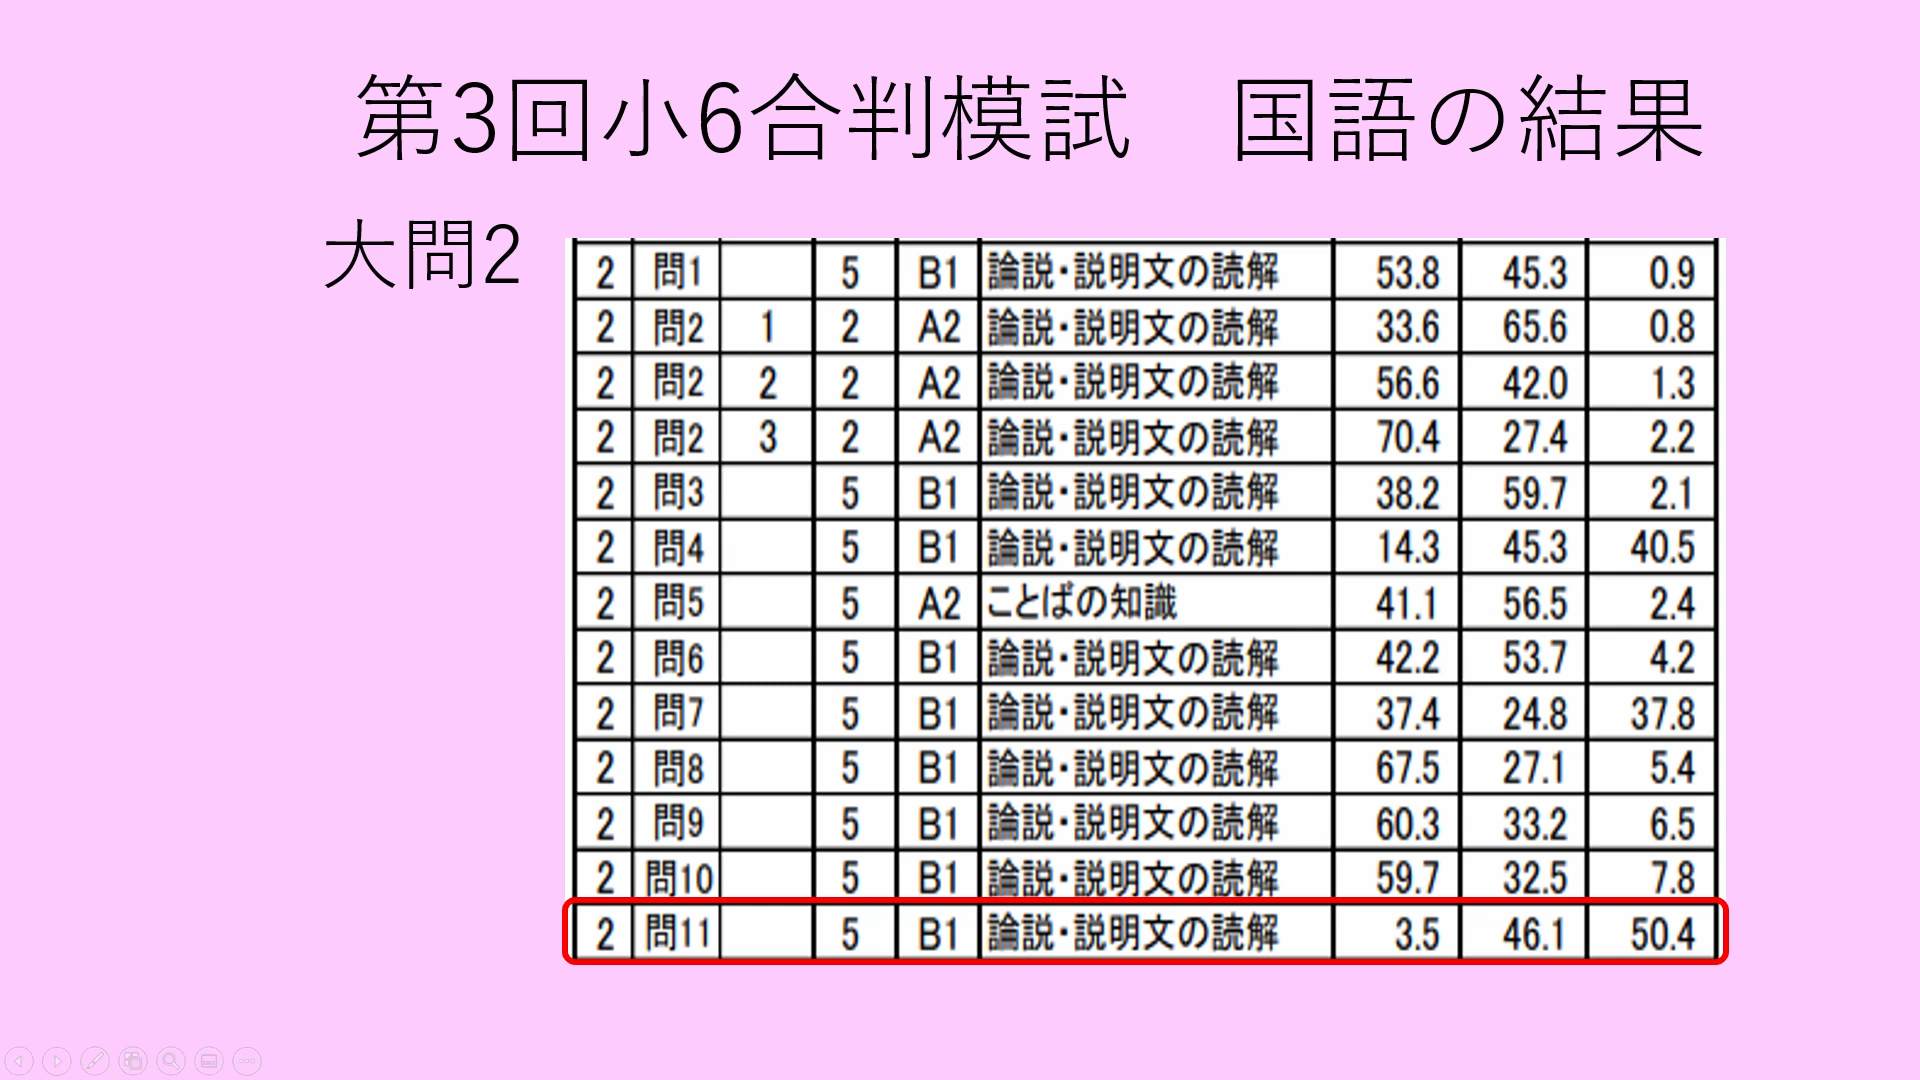 第3回小6合判模試　国語の結果
大問2
2 問1 5 B1 論説・説明文の読解 53.8 45.3 0.9
2 問2 1 2 A2 論説・説明文の読解 33.6 65.6 0.8
2 問2 2 2 A2 論説・説明文の読解 56.6 42.0 1.3
2 問2 3 2 A2 論説・説明文の読解 70.4 27.4 2.2
2 問3 5 B1 論説・説明文の読解 38.2 59.7 2.1
2 問4 5 B1 論説・説明文の読解 14.3 45.3 40.5
2 問5 5 A2 ことばの知識 41.1 56.5 2.4
2 問6 5 B1 論説・説明文の読解 42.2 53.7 4.2
2 問7 5 B1 論説・説明文の読解 37.4 24.8 37.8
2 問8 5 B1 論説・説明文の読解 67.5 27.1 5.4
2 問9 5 B1 論説・説明文の読解 60.3 33.2 6.5
2 問10 5 B1 論説・説明文の読解 59.7 32.5 7.8
2 問11 5 B1 論説・説明文の読解 3.5 46.1 50.4